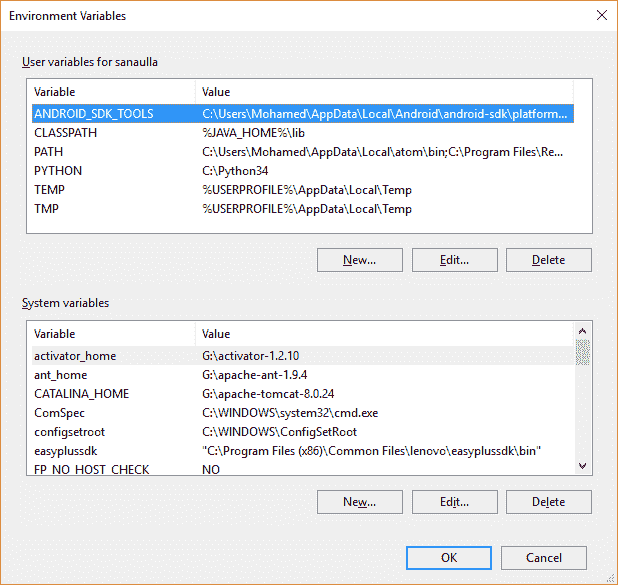 Environment Variables
User variables for sanaulla
Variable Value
ANDROID_SDK_TOOLS C:\Users\Mohamed\AppData\Local\Android\android-sdk\platform...
CLASSPATH %JAVA_HOME%\lib
PATH C:\Users\Mohamed\AppData\Local\atom\bin;C:\Program Files\Re...
PYTHON C:\Python34
TEMP %USERPROFILE%\AppData\Local\Temp
TMP %USERPROFILE%\AppData\Local\Temp
New... Edit... Delete
System variables
Variable Value
activator_home G:\activator-1.2.10
ant_home G:\apache-ant-1.9.4
CATALINA_HOME G:\apache-tomcat-8.0.24
ComSpec C:\WINDOWS\system32\cmd.exe
configsetroot C:\WINDOWS\ConfigSetRoot
easyplussdk "C:\Program Files (x86)\Common Files\lenovo\easyplussdk\bin"
FP_NO_HOST_CHECK NO
New... Edit... Delete
OK Cancel